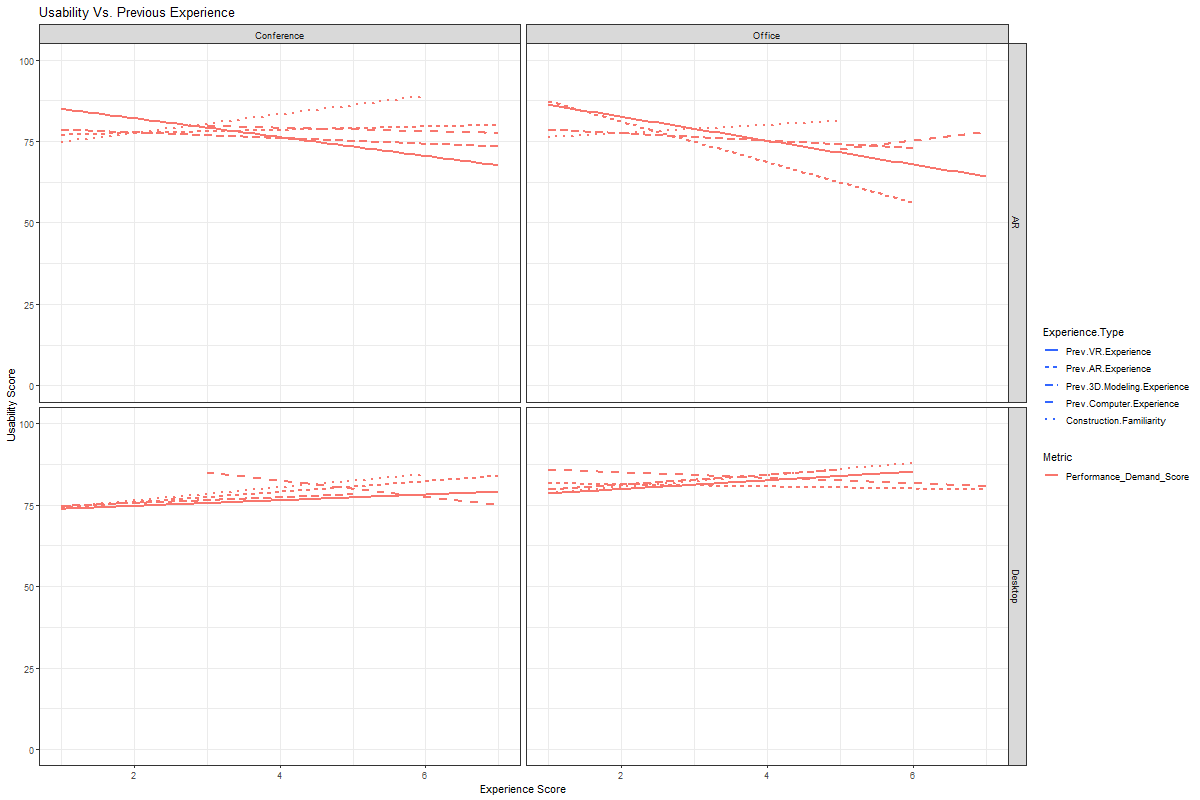 Usability Vs. Previous Experience
Conference
Office
100
75
50
25
0
AR
100
75
50
25
0
Desktop
Usability Score
2
4
6
2
4
6
Experience Score
Experience.Type
Prev.VR.Experience
Prev.AR.Experience
Prev.3D.Modeling.Experience
Prev.Computer.Experience
Construction.Familiarity
Metric
Performance_Demand_Score